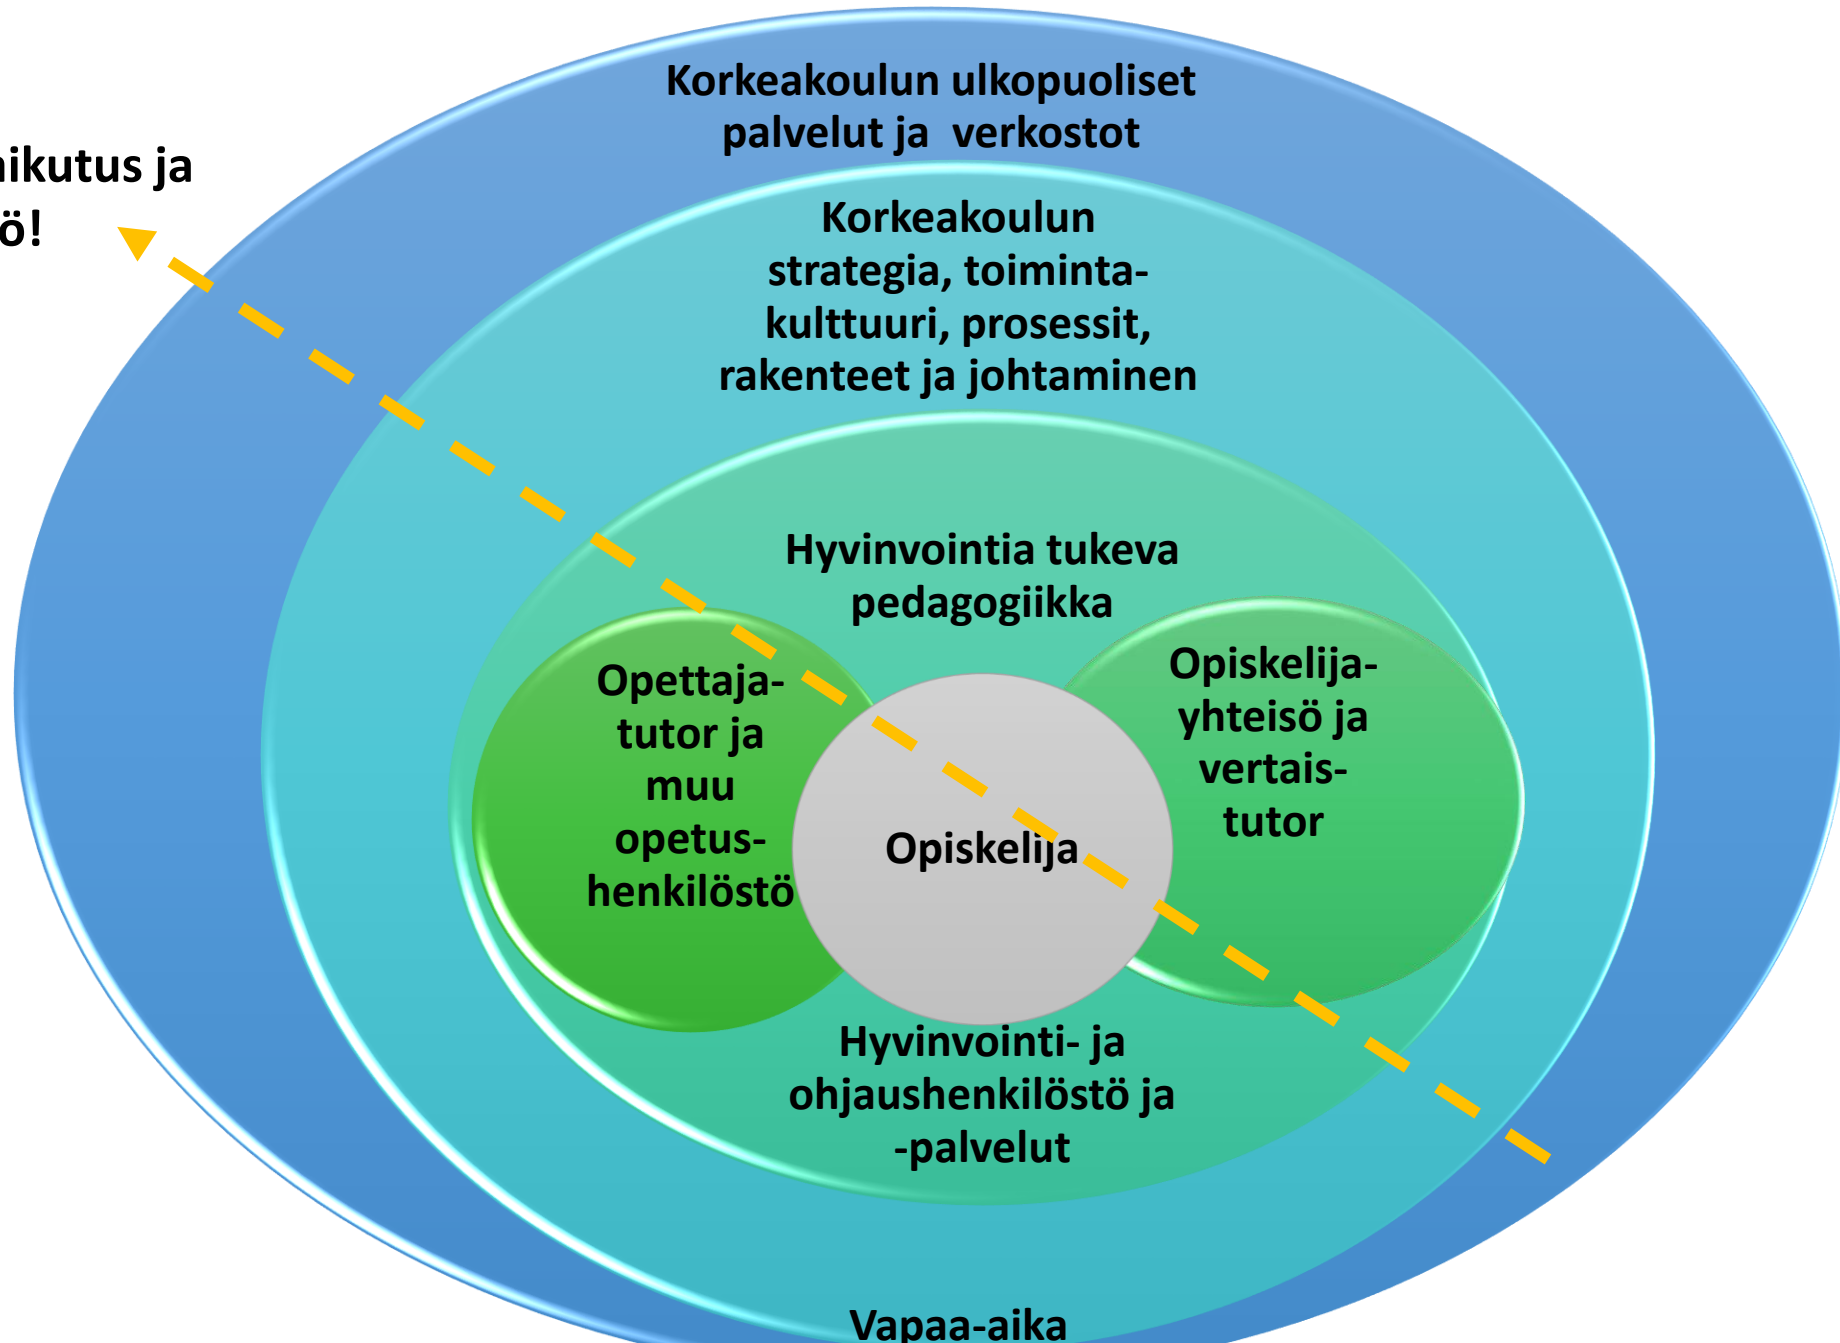 Korkeakoulun ulkopuoliset
palvelut ja verkostot
ja
Korkeakoulun
strategia, toiminta-
kulttuuri, prosessit,
rakenteet ja johtaminen
Hyvinvointia tukeva
pedagogiikka
Opettaja-
tutor ja
muu
opetus-
henkilöstö
Opiskelija-
yhteisö ja
vertais-
tutor
Opiskelija
Hyvinvointi- ja
ohjaushenkilöstö ja
-palvelut
Vapaa-aika